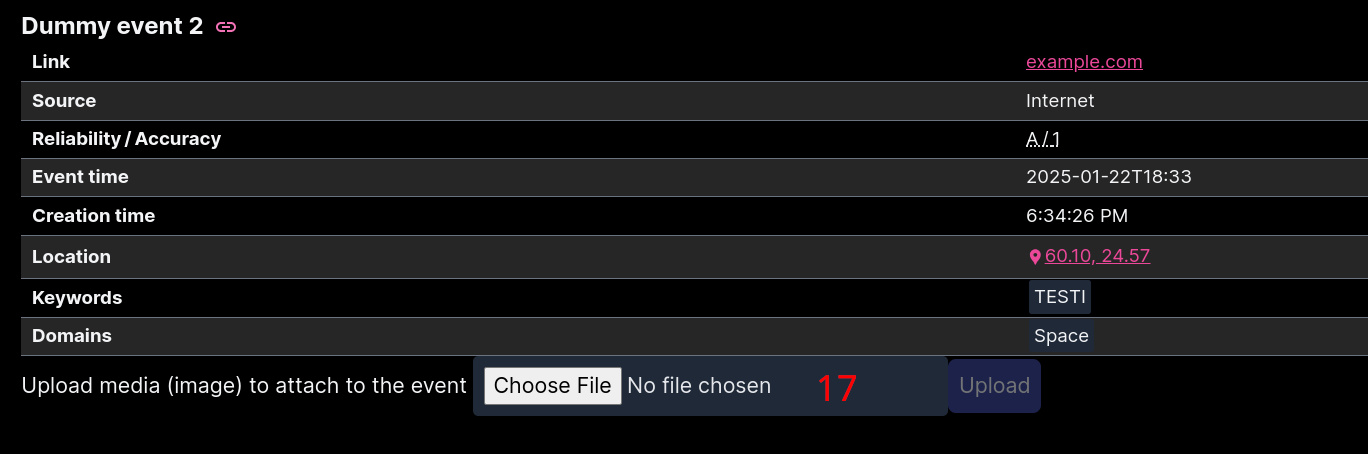 Dummy event 2
Link example.com
Source Internet
Reliability / Accuracy A / 1
Event time 2025-01-22T18:33
Creation time 6:34:26 PM
Location 60.10, 24.57
Keywords TESTI
Domains Space
Upload media (image) to attach to the event Choose File No file chosen 17 Upload